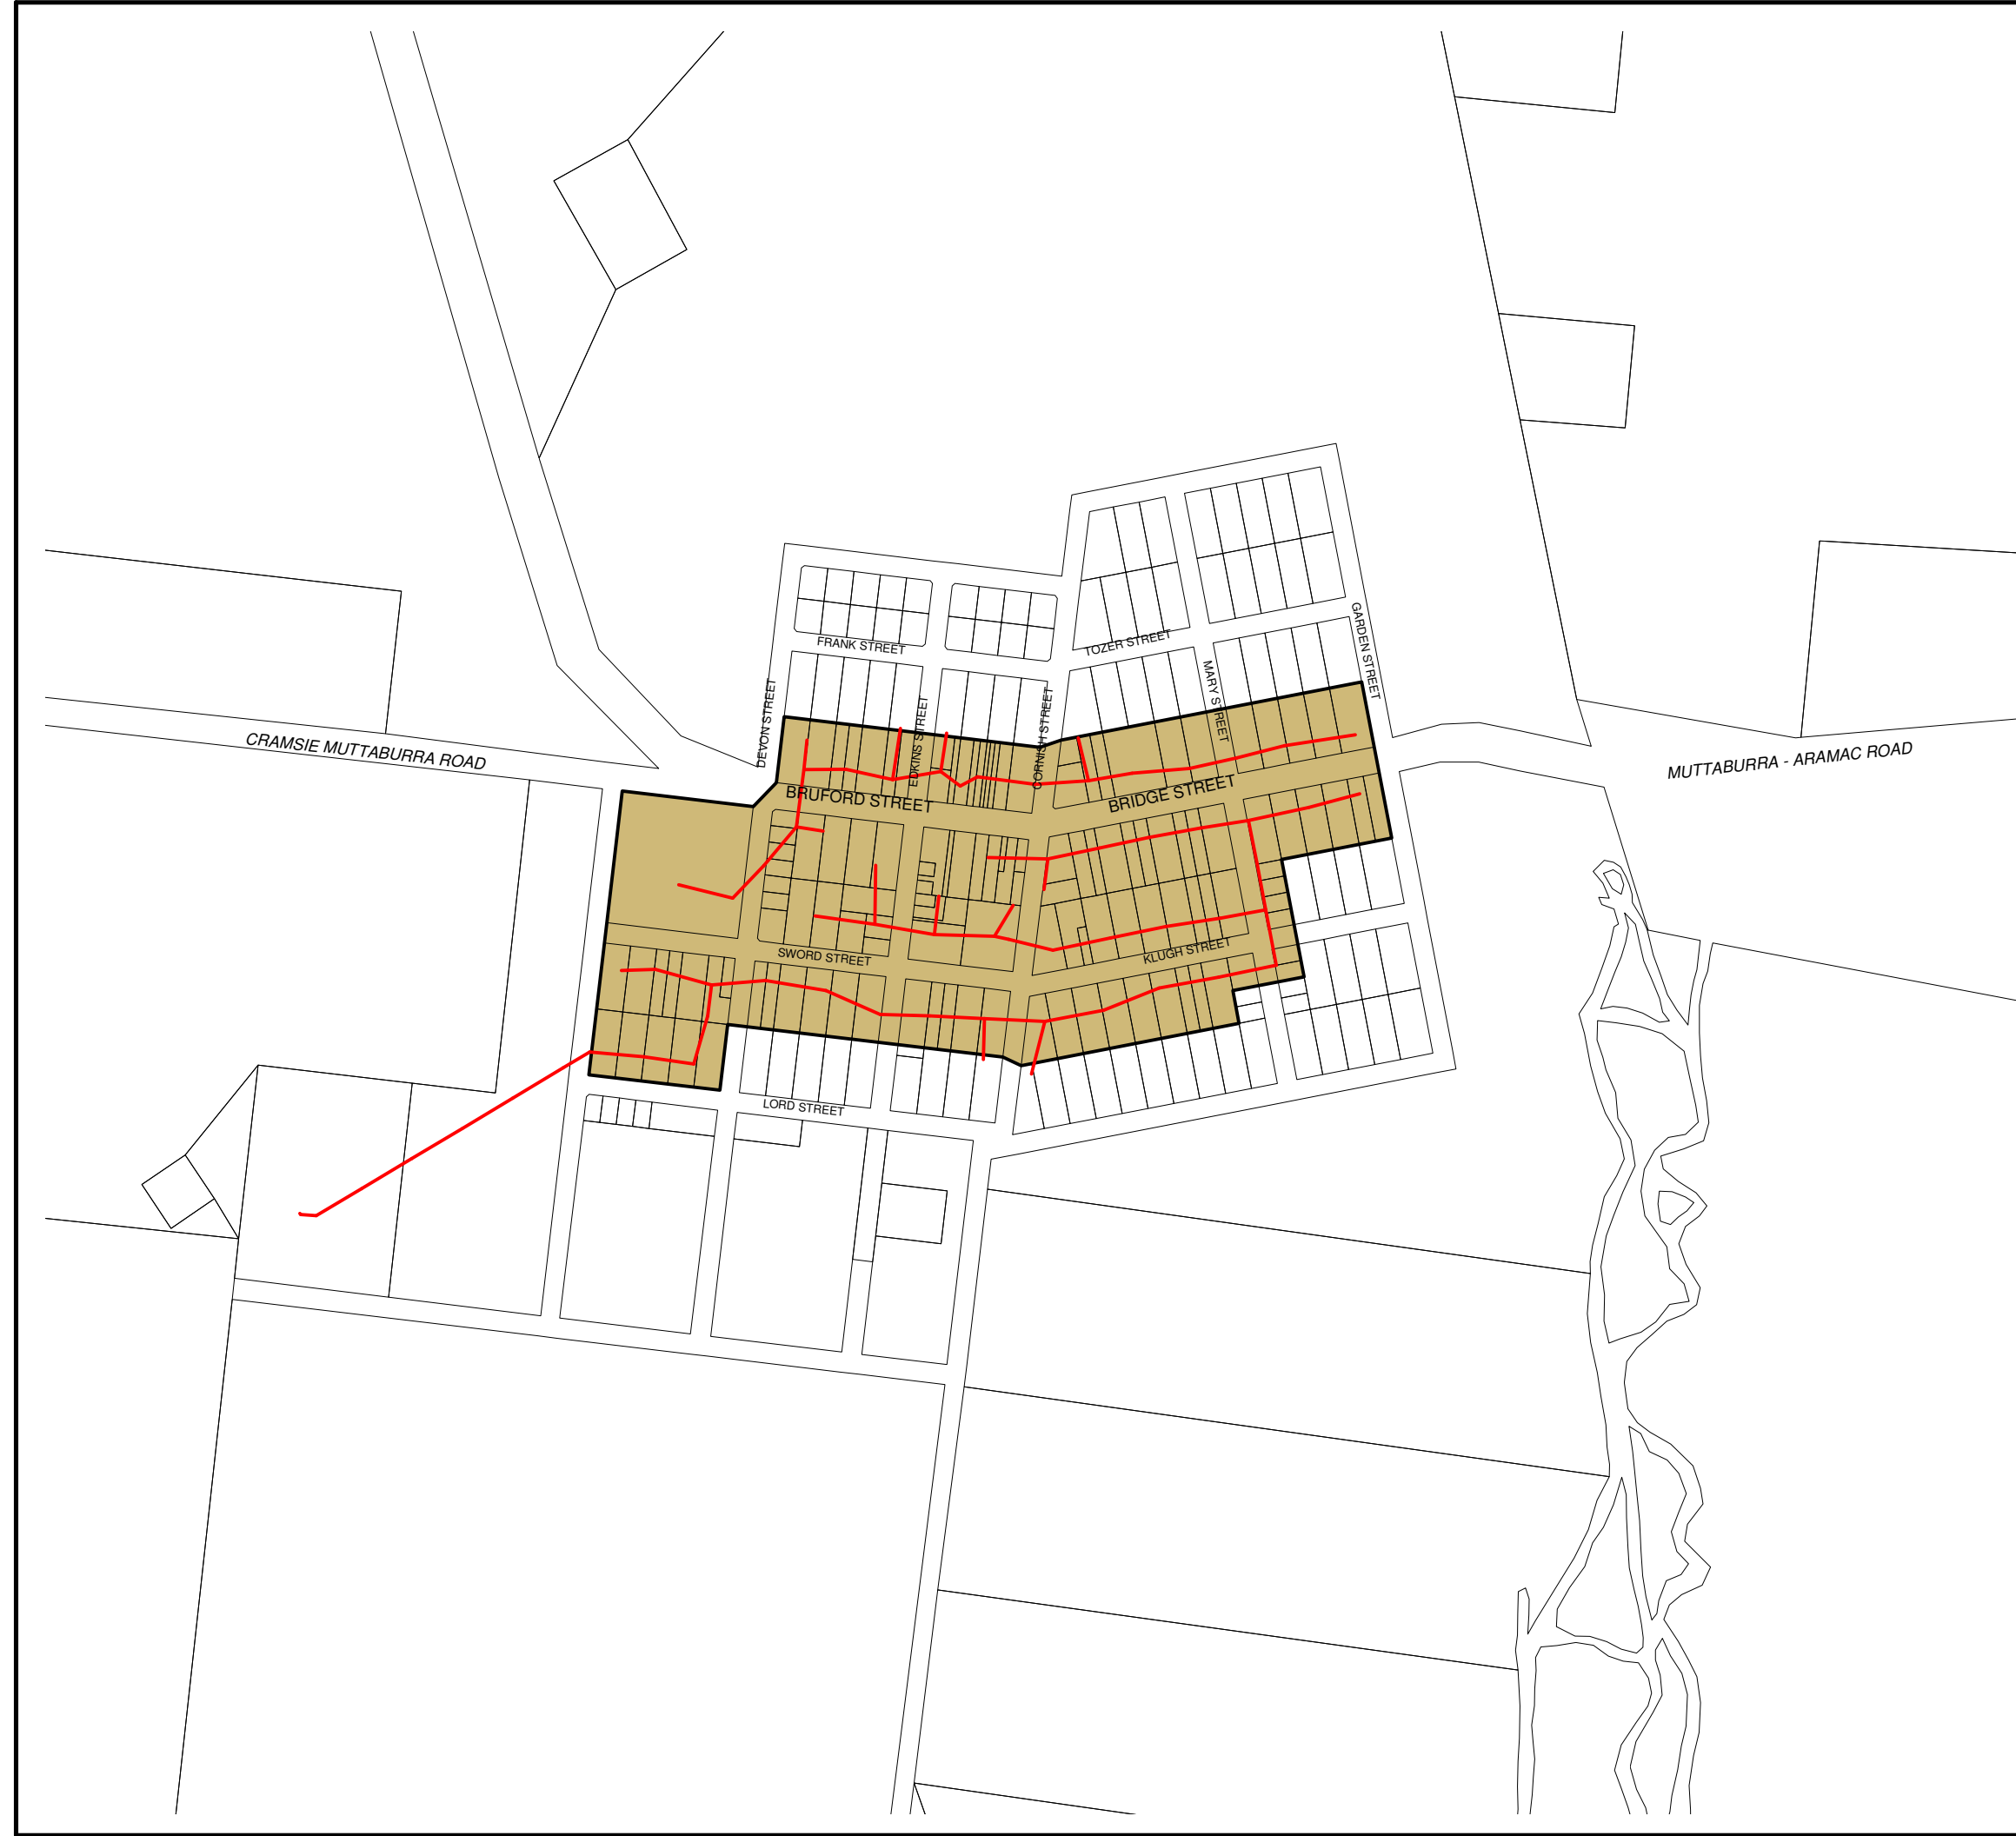 FRANK STREET
TOZER STREET
GARDEN STREET
MARY STREET
DEVON STREET
EDKINS STREET
CORNISH STREET
CRAMSIE MUTTABURRA ROAD
MUTTABURRA - ARAMAC ROAD
BRUFORD STREET
BRIDGE STREET
SWORD STREET
KLUGH STREET
LORD STREET